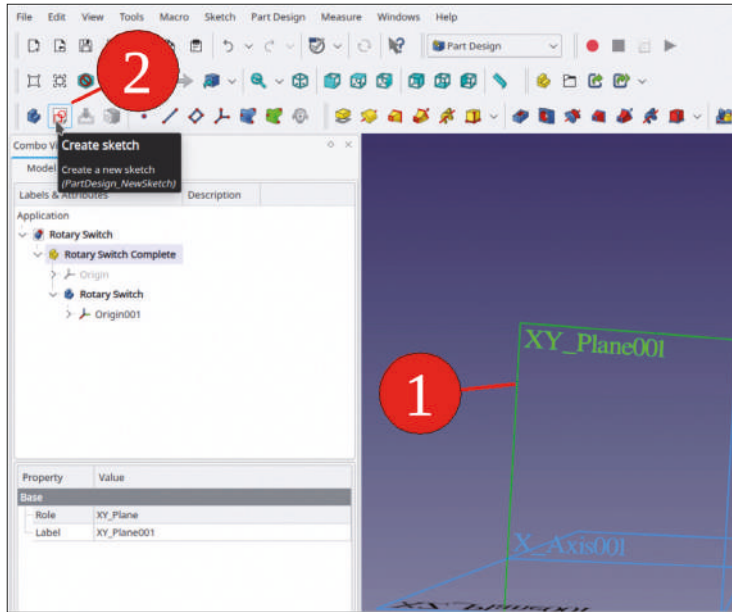 File Edit View Tools Macro Sketch Part Design Measure Windows Help
Part Design
2
Combo Vi
Create sketch
Create a new sketch
(PartDesign_NewSketch)
Model
Labels & Attributes Description
Application
Rotary Switch
Rotary Switch Complete
Origin
Rotary Switch
Origin001
XY_Plane001
1
X_Axis001
Property Value
Base
Role XY_Plane
Label XY_Plane001